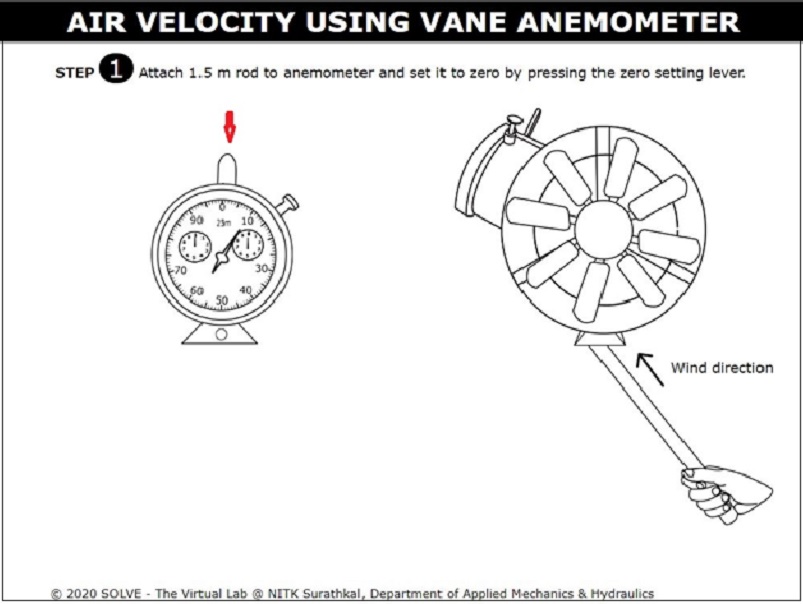 AIR VELOCITY USING VANE ANEMOMETER
STEP 1 Attach 1.5 m rod to anemometer and set it to zero by pressing the zero setting lever.
0
90 25m 10
70 30
60 40
50
Wind direction
© 2020 SOLVE - The Virtual Lab @ NITK Surathkal, Department of Applied Mechanics & Hydraulics